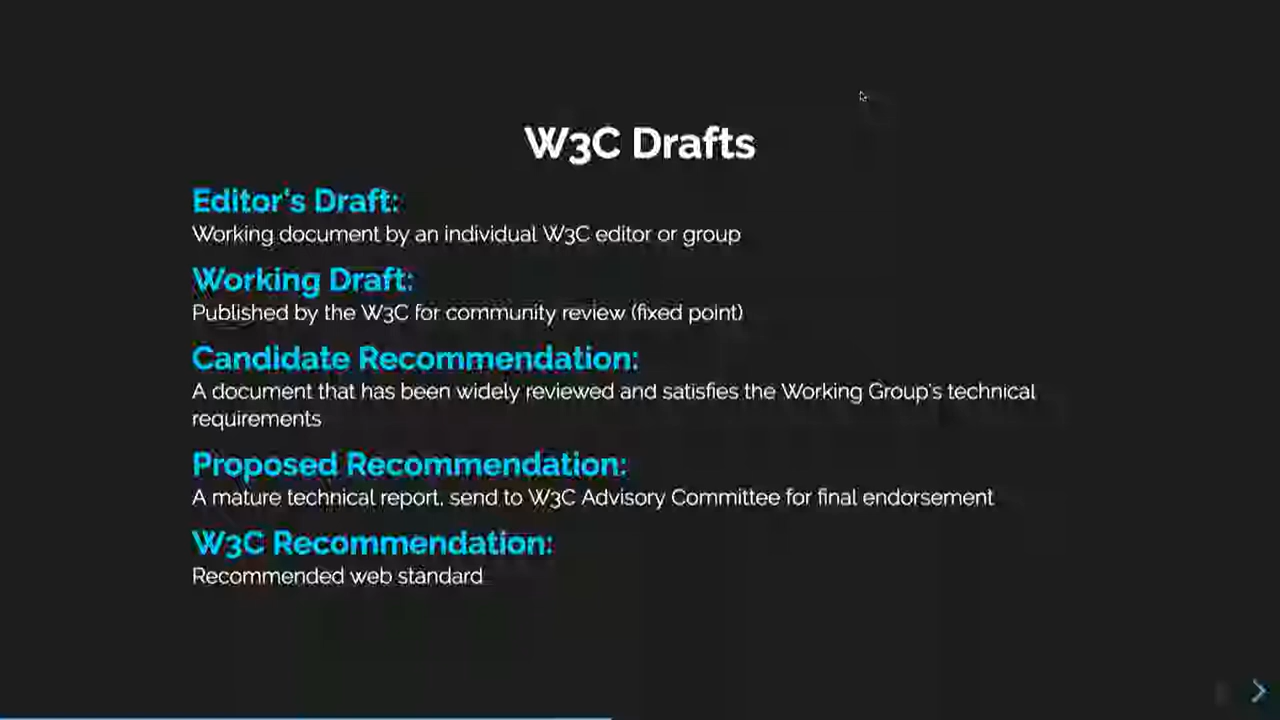 W3C Drafts
Editor's Draft:
Working document by an individual W3C editor or group
Working Draft:
Published by the W3C for community review (fixed point)
Candidate Recommendation:
A document that has been widely reviewed and satisfies the Working Group's technical
requirements
Proposed Recommendation:
A mature technical report, send to W3C Advisory Committee for final endorsement
W3C Recommendation:
Recommended web standard